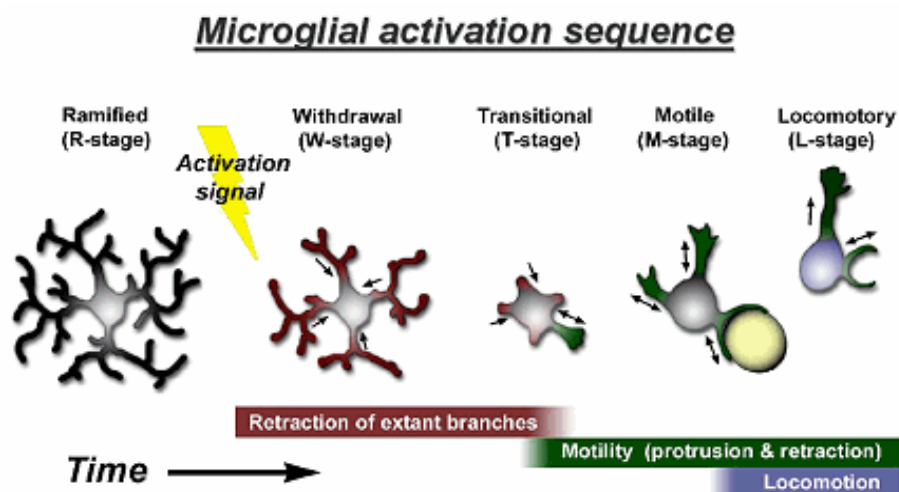 Microglial activation sequence
Ramified
(R-stage)
Activation
signal
Withdrawal
(W-stage)
Transitional
(T-stage)
Motile
(M-stage)
Locomotory
(L-stage)
Retraction of extant branches
Motility (protrusion & retraction)
Locomotion
Time